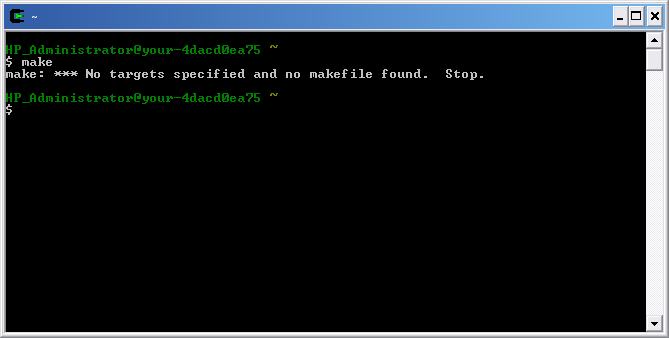 ~
HP_Administrator@your-4dacd0ea75 ~
$ make
make: *** No targets specified and no makefile found.  Stop.
HP_Administrator@your-4dacd0ea75 ~
$